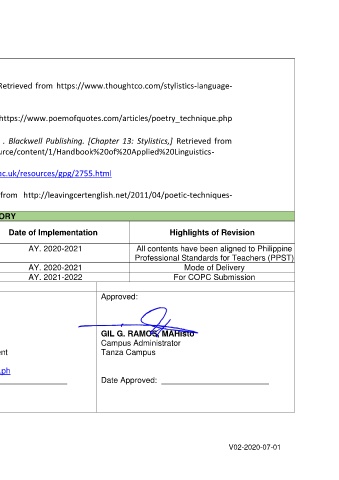 Retrieved from https://www.thoughtco.com/stylistics-language-
https://www.poemofquotes.com/articles/poetry_technique.php
. Blackwell Publishing. [Chapter 13: Stylistics,] Retrieved from
urce/content/1/Handbook%20of%20Applied%20Linguistics-
ac.uk/resources/gpg/2755.html
from http://leavingcertenglish.net/2011/04/poetic-techniques-
ORY
Date of Implementation Highlights of Revision
AY. 2020-2021 All contents have been aligned to Philippine
Professional Standards for Teachers (PPST)
AY. 2020-2021 Mode of Delivery
AY. 2021-2022 For COPC Submission
Approved:
GIL G. RAMOS, MAHisto
Campus Administrator
ent Tanza Campus
.ph
Date Approved:
V02-2020-07-01